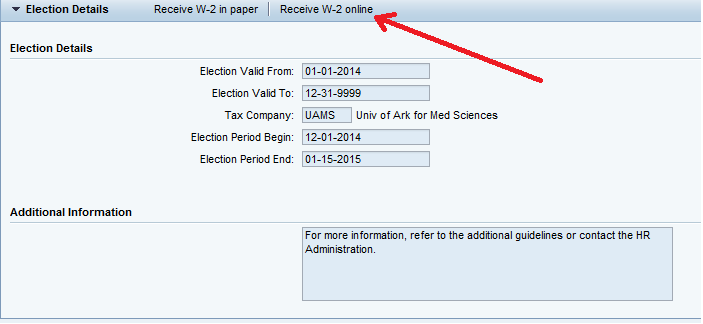 Election Details Receive W-2 in paper Receive W-2 online
Election Details
Election Valid From: 01-01-2014
Election Valid To: 12-31-9999
Tax Company: UAMS Univ of Ark for Med Sciences
Election Period Begin: 12-01-2014
Election Period End: 01-15-2015
Additional Information
For more information, refer to the additional guidelines or contact the HR
Administration.